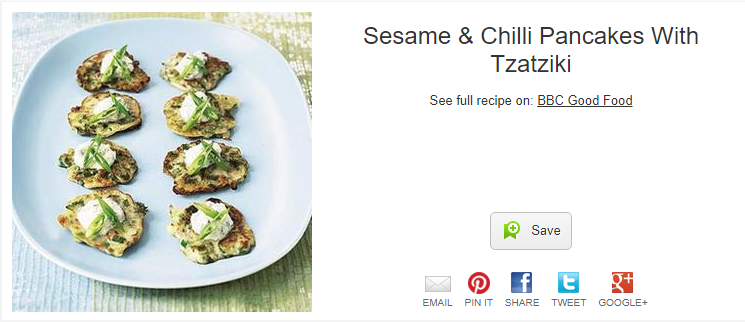 Sesame & Chilli Pancakes With
Tzatziki
See full recipe on: BBC Good Food
Save
EMAIL PIN IT SHARE TWEET GOOGLE+